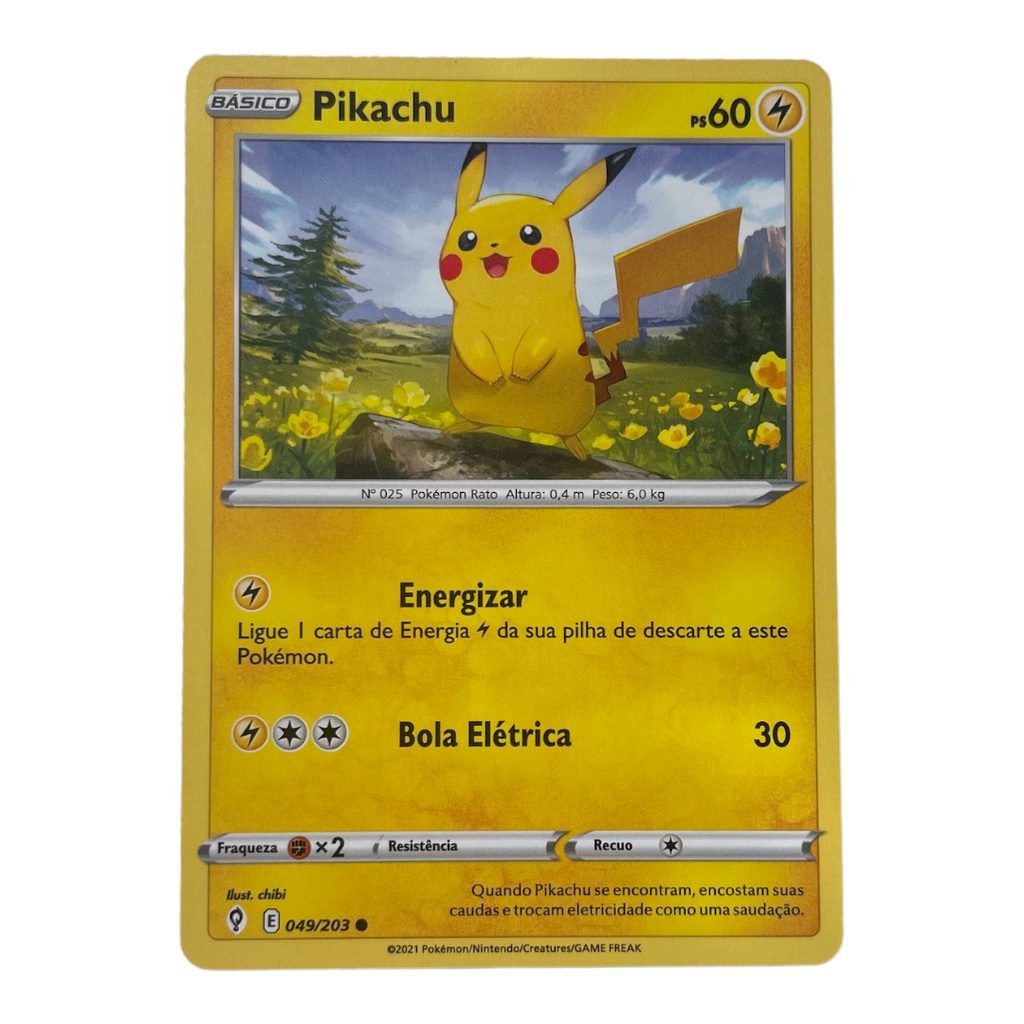 BÁSICO Pikachu PS60
Nº 025 Pokémon Rato Altura: 0,4 m Peso: 6,0 kg
Energizar
Ligue 1 carta de Energia da sua pilha de descarte a este
Pokémon.
Bola Elétrica 30
Fraqueza ×2 Resistência Recuo
Ilust. chibi
Quando Pikachu se encontram, encostam suas
caudas e trocam eletricidade como uma saudação.
E 049/203
©2021 Pokémon/Nintendo/Creatures/GAME FREAK